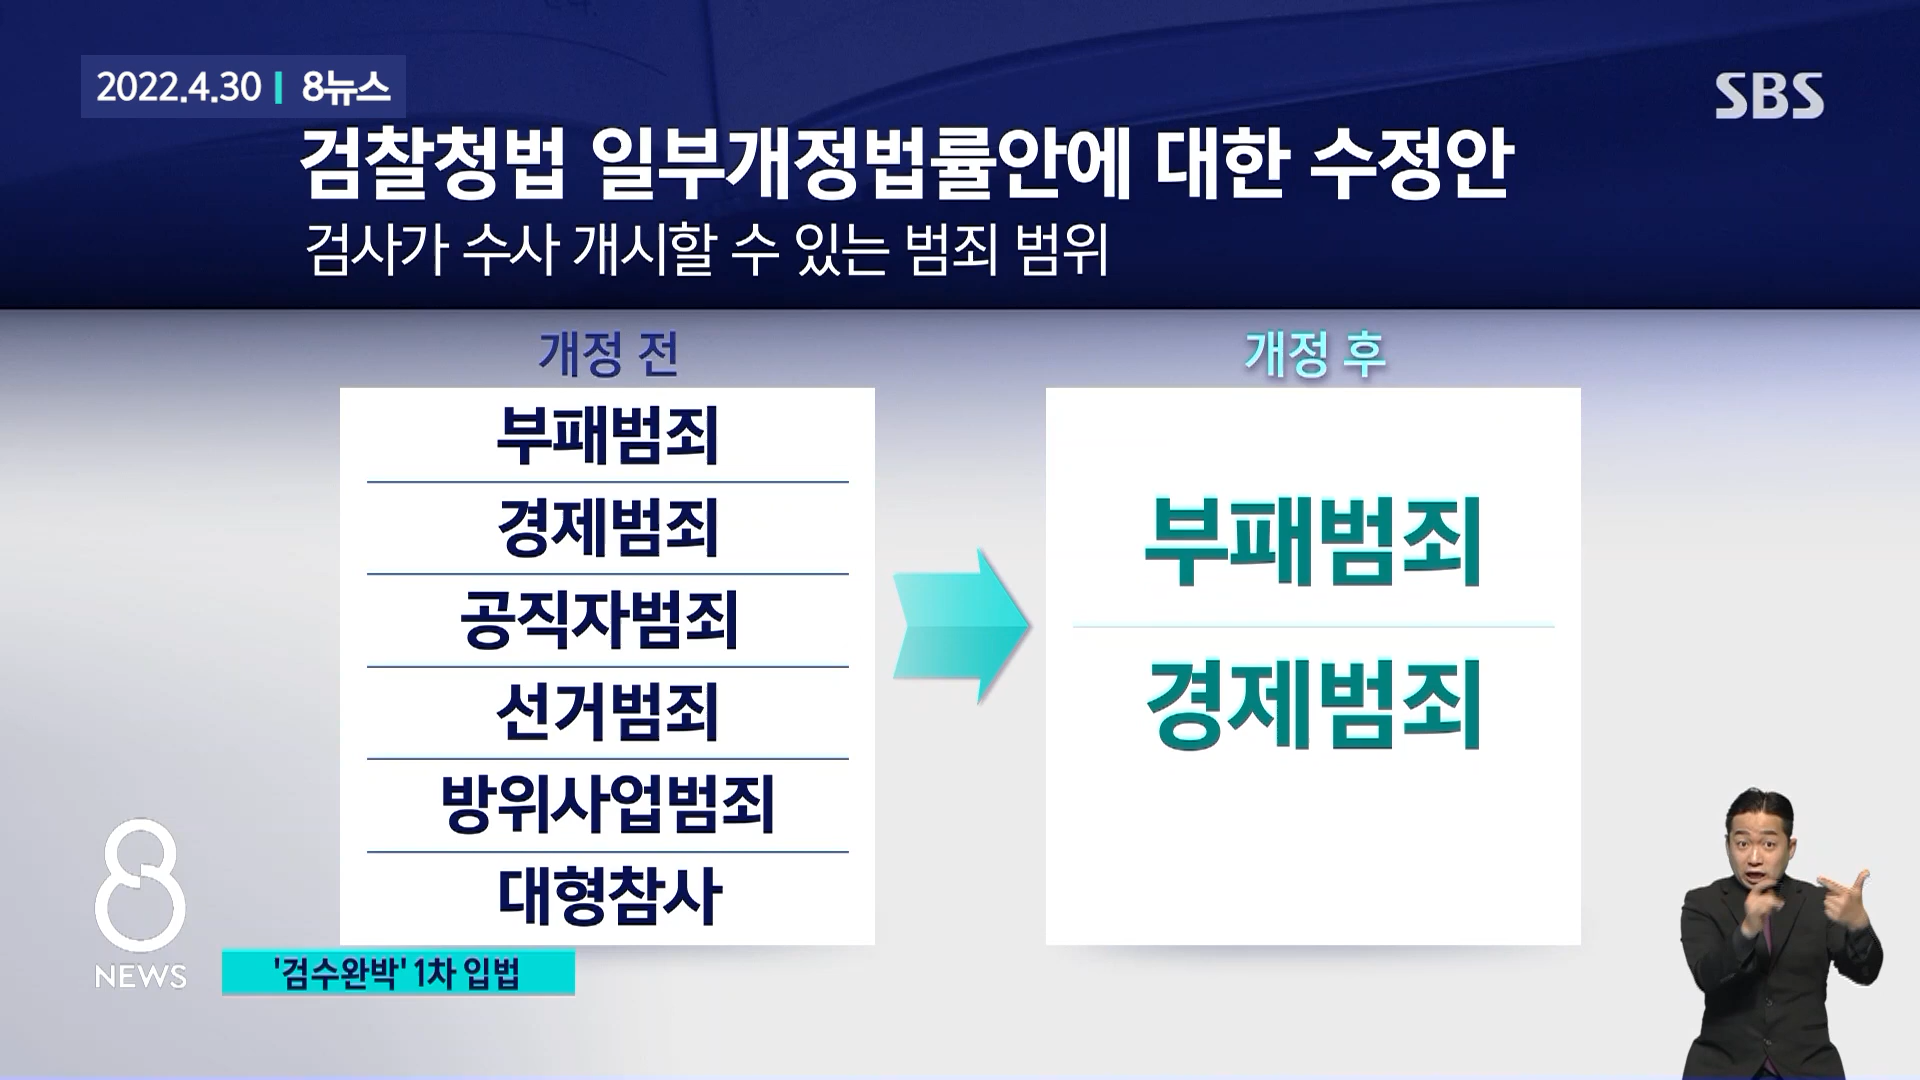 2022.4.30 | 8뉴스
SBS
검찰청법 일부개정법률안에 대한 수정안
검사가 수사 개시할 수 있는 범죄 범위
개정 전
부패범죄
경제범죄
공직자범죄
선거범죄
방위사업범죄
대형참사
개정 후
부패범죄
경제범죄
8
NEWS
'검수완박' 1차 입법